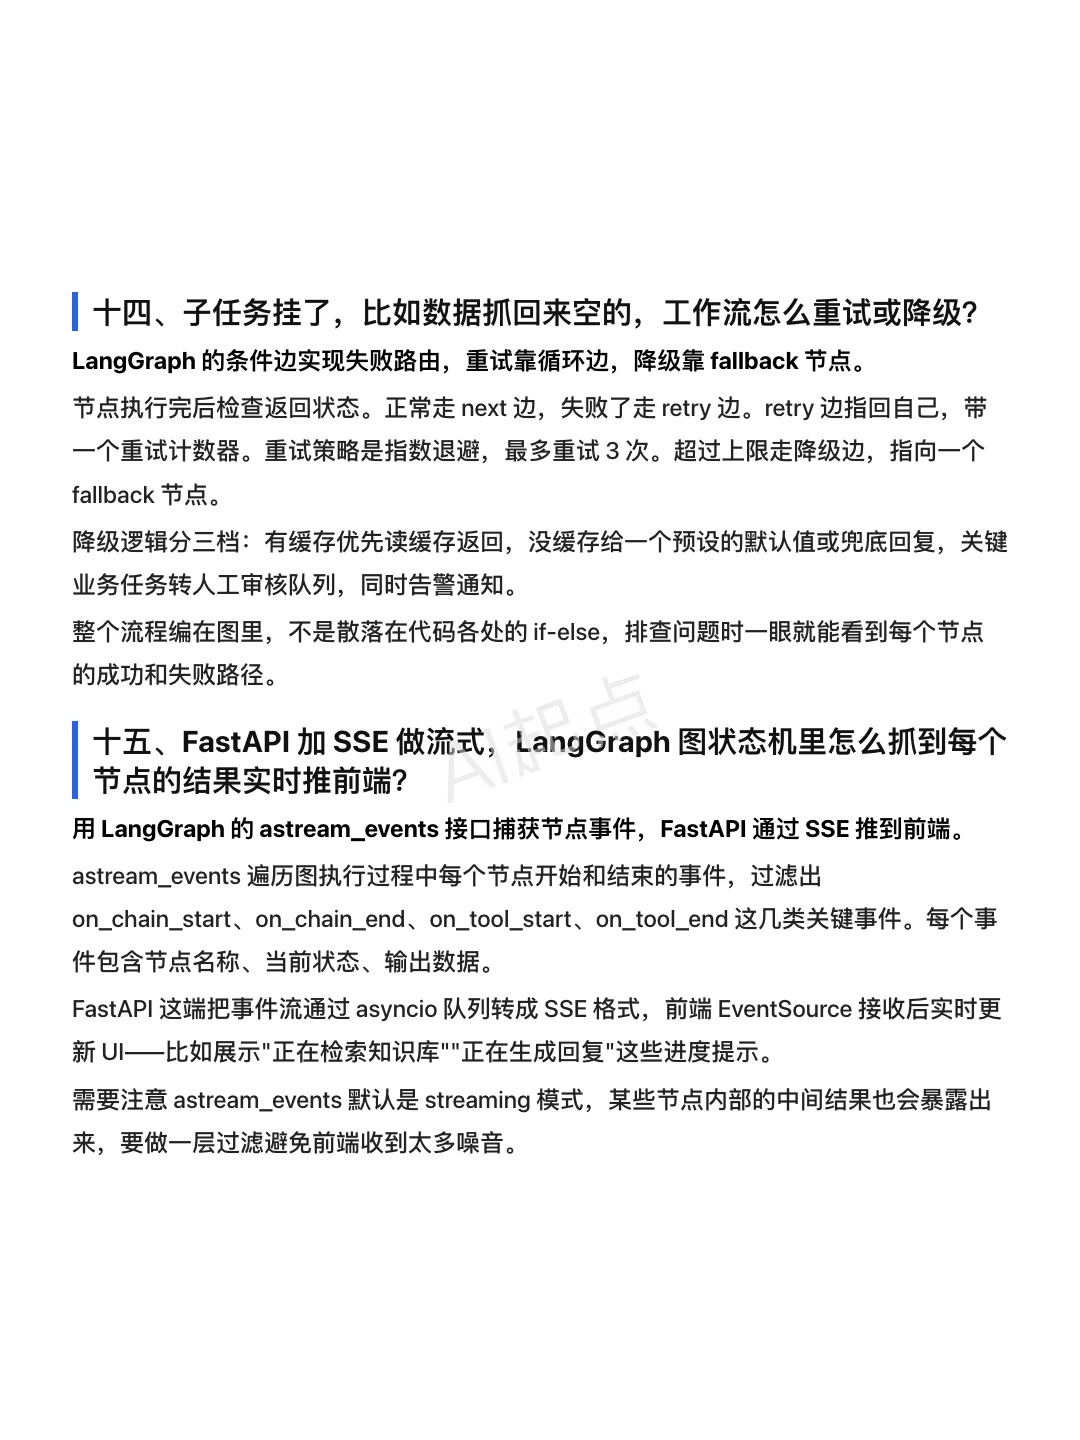 十四、子任务挂了，比如数据抓回来空的，工作流怎么重试或降级?
LangGraph 的条件边实现失败路由，重试靠循环边，降级靠 fallback 节点。
节点执行完后检查返回状态。正常走 next 边，失败了走 retry 边。retry 边指回自己，带
一个重试计数器。重试策略是指数退避，最多重试 3 次。超过上限走降级边，指向一个
fallback 节点。
降级逻辑分三档：有缓存优先读缓存返回，没缓存给一个预设的默认值或兜底回复，关键
业务任务转人工审核队列，同时告警通知。
整个流程编在图里，不是散落在代码各处的 if-else，排查问题时一眼就能看到每个节点
的成功和失败路径。
AI起点
十五、FastAPI 加 SSE 做流式，LangGraph 图状态机里怎么抓到每个
节点的结果实时推前端?
用 LangGraph 的 astream_events 接口捕获节点事件，FastAPI 通过 SSE 推到前端。
astream_events 遍历图执行过程中每个节点开始和结束的事件，过滤出
on_chain_start、on_chain_end、on_tool_start、on_tool_end 这几类关键事件。每个事
件包含节点名称、当前状态、输出数据。
FastAPI 这端把事件流通过 asyncio 队列转成 SSE 格式，前端 EventSource 接收后实时更
新 UI——比如展示"正在检索知识库""正在生成回复"这些进度提示。
需要注意 astream_events 默认是 streaming 模式，某些节点内部的中间结果也会暴露出
来，要做一层过滤避免前端收到太多噪音。